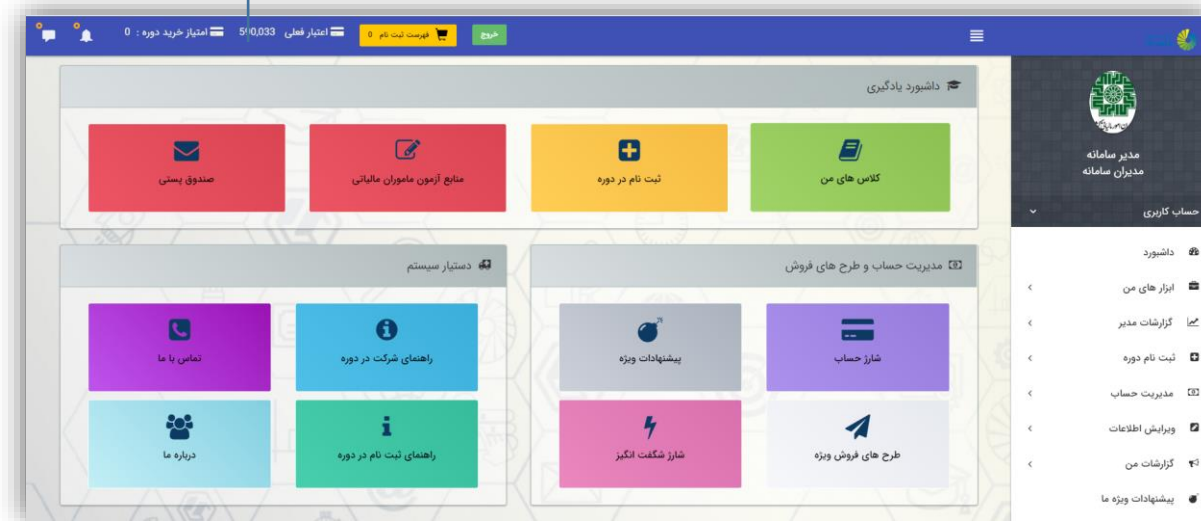 خروج
فهرست ثبت نام 0
اعتبار فعلی
امتیاز خرید دوره : 0
مدیر سامانه
مدیران سامانه
حساب کاربری
داشبورد
ابزار های من
گزارشات مدیر
ثبت نام دوره
مدیریت حساب
ویرایش اطلاعات
گزارشات من
پیشنهادات ویژه ما
داشبورد یادگیری
کلاس های من
ثبت نام در دوره
منابع آزمون ماموران مالیاتی
صندوق پستی
مدیریت حساب و طرح های فروش
شارژ حساب
پیشنهادات ویژه
طرح های فروش ویژه
شارژ شگفت انگیز
دستیار سیستم
راهنمای شرکت در دوره
تماس با ما
راهنمای ثبت نام در دوره
درباره ما